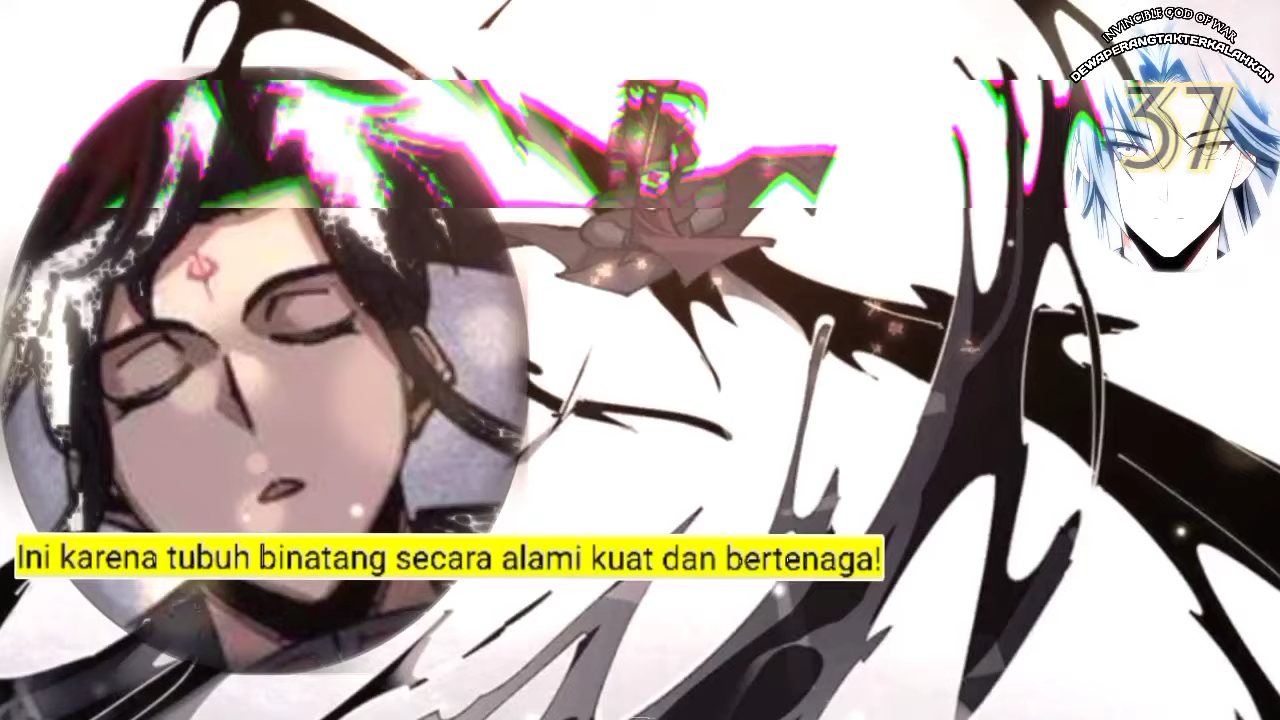 INVINCIBLE GOD OF WAR
DEWAPERANGTAKTERKALAHKAN
37
Ini karena tubuh binatang secara alami kuat dan bertenaga!